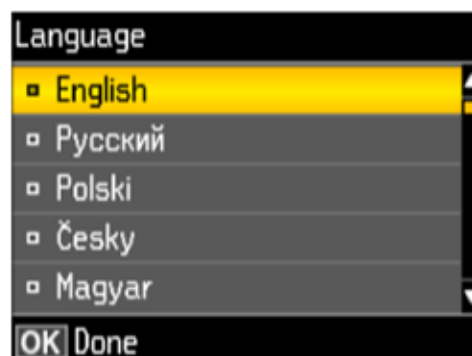 Language
English
Русский
Polski
Česky
Magyar
OK Done